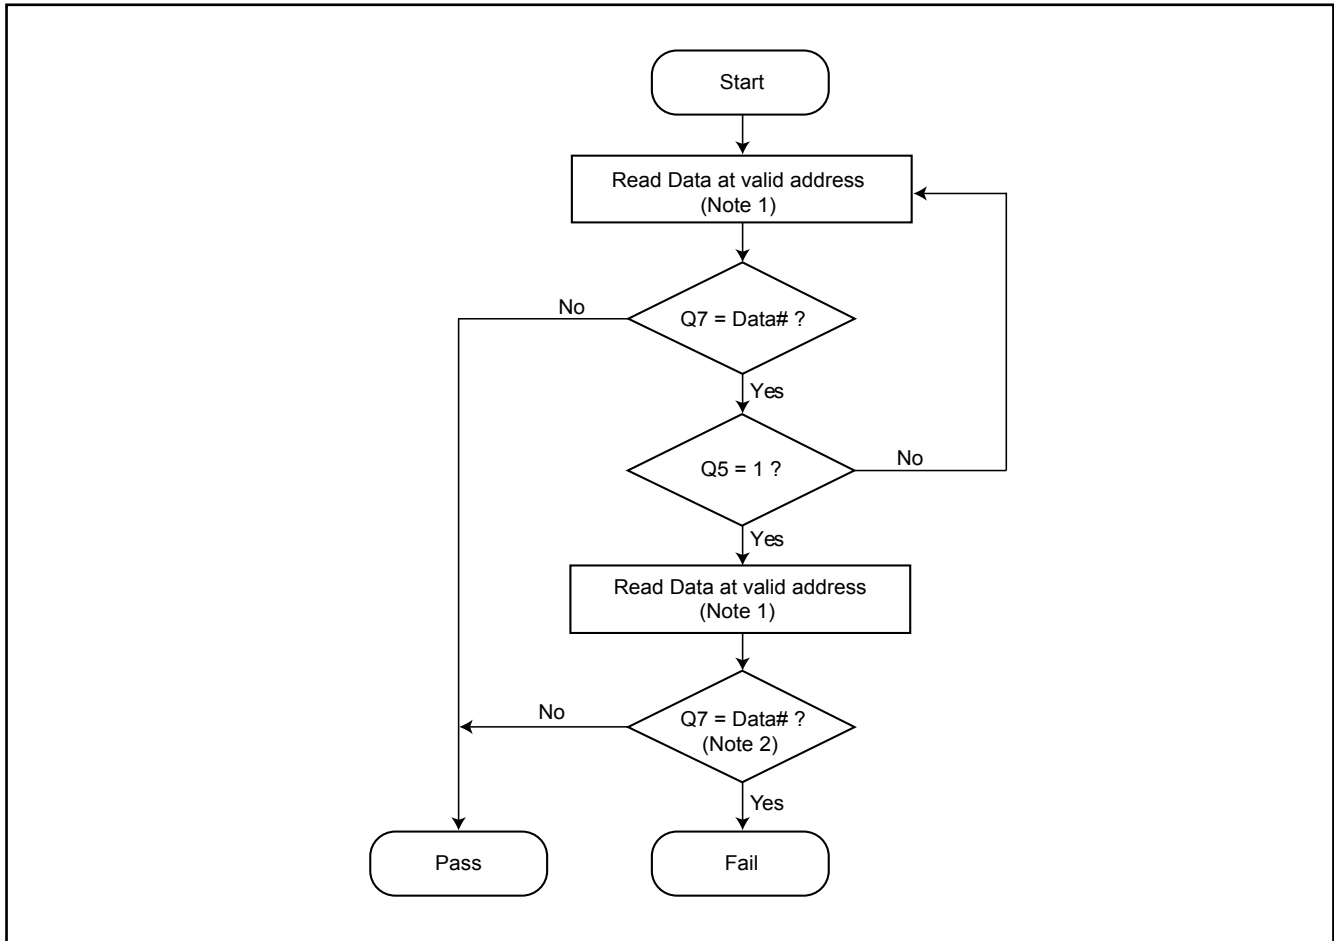 Start
Read Data at valid address
(Note 1)
No
Q7 = Data# ?
Yes
Q5 = 1 ?
No
Yes
Read Data at valid address
(Note 1)
No
Q7 = Data# ?
(Note 2)
Yes
Pass
Fail